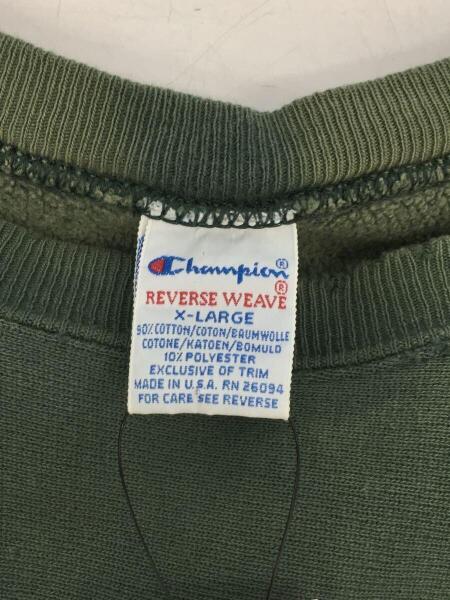 Champion®
REVERSE WEAVE®
X-LARGE
90% COTTON/COTON/BAUMWOLLE
COTONE/KATOEN/BOMULD
10% POLYESTER
EXCLUSIVE OF TRIM
MADE IN U.S.A. RN 26094
FOR CARE SEE REVERSE